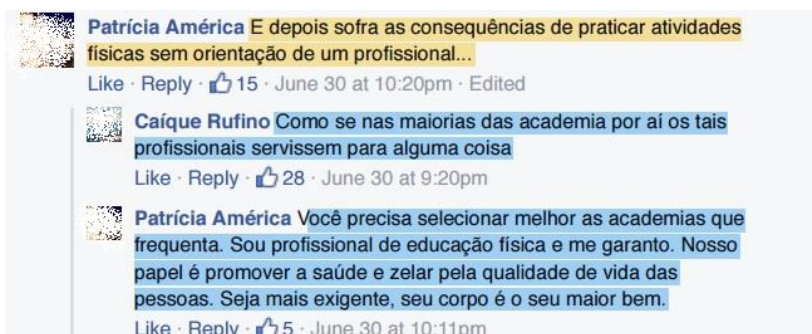 Patrícia América E depois sofra as consequências de praticar atividades
físicas sem orientação de um profissional...
Like · Reply · 15 · June 30 at 10:20pm · Edited
Caíque Rufino Como se nas maiorias das academia por aí os tais
profissionais servissem para alguma coisa
Like · Reply · 28 · June 30 at 9:20pm
Patrícia América Você precisa selecionar melhor as academias que
frequenta. Sou profissional de educação física e me garanto. Nosso
papel é promover a saúde e zelar pela qualidade de vida das
pessoas. Seja mais exigente, seu corpo é o seu maior bem.
Like · Reply · 5 · June 30 at 10:11pm